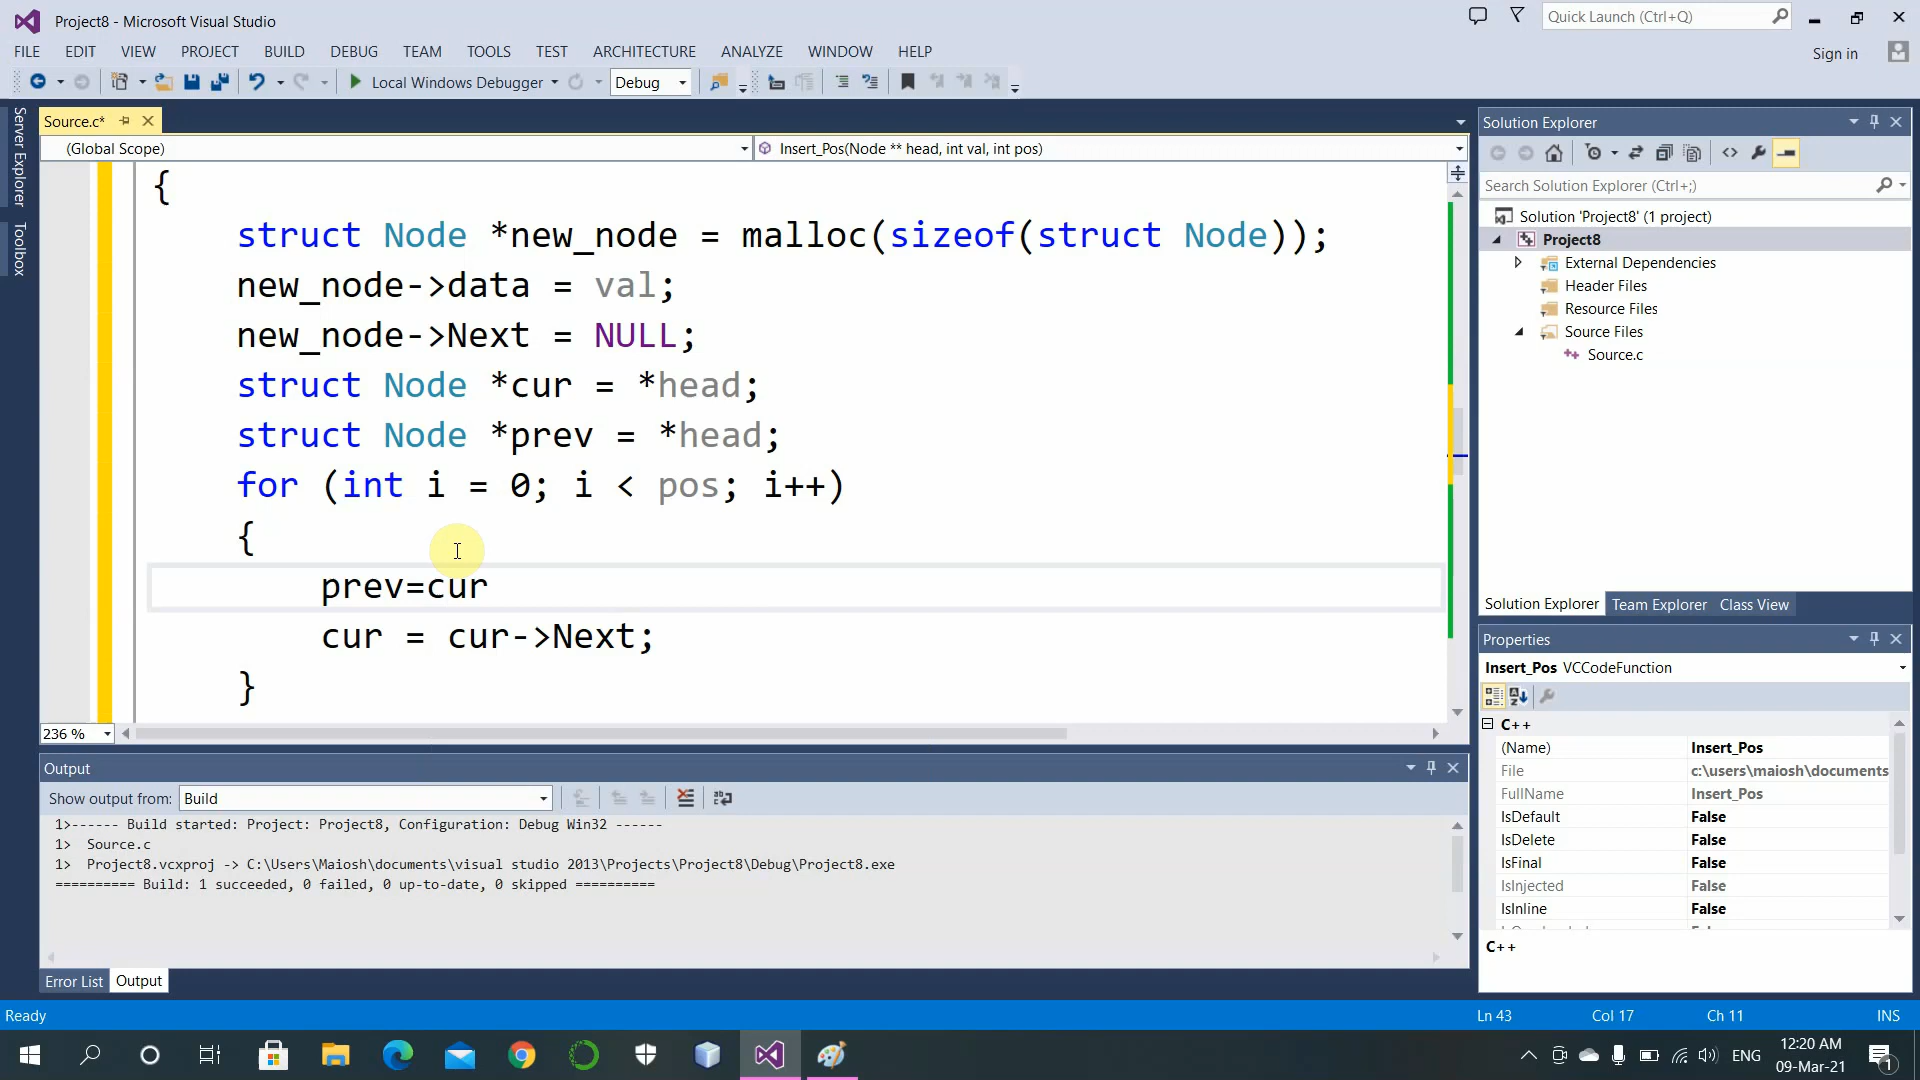 Project8 - Microsoft Visual Studio
Quick Launch (Ctrl+Q)
FILE EDIT VIEW PROJECT BUILD DEBUG TEAM TOOLS TEST ARCHITECTURE ANALYZE WINDOW HELP
Sign in
Local Windows Debugger Debug
Server Explorer
Toolbox
Source.c*
(Global Scope)
Insert_Pos(Node ** head, int val, int pos)
{
struct Node *new_node = malloc(sizeof(struct Node));
new_node->data = val;
new_node->Next = NULL;
struct Node *cur = *head;
struct Node *prev = *head;
for (int i = 0; i < pos; i++)
{
prev=cur
cur = cur->Next;
}
236 %
Output
Show output from: Build
1>------ Build started: Project: Project8, Configuration: Debug Win32 ------
1>  Source.c
1>  Project8.vcxproj -> C:\Users\Maiosh\documents\visual studio 2013\Projects\Project8\Debug\Project8.exe
========== Build: 1 succeeded, 0 failed, 0 up-to-date, 0 skipped ==========
Error List Output
Solution Explorer
Search Solution Explorer (Ctrl+;)
Solution 'Project8' (1 project)
Project8
External Dependencies
Header Files
Resource Files
Source Files
Source.c
Solution Explorer Team Explorer Class View
Properties
Insert_Pos VCCodeFunction
C++
(Name) Insert_Pos
File c:\users\maiosh\documents
FullName Insert_Pos
IsDefault False
IsDelete False
IsFinal False
IsInjected False
IsInline False
C++
Ready
Ln 43 Col 17 Ch 11 INS
ENG
12:20 AM
09-Mar-21
1